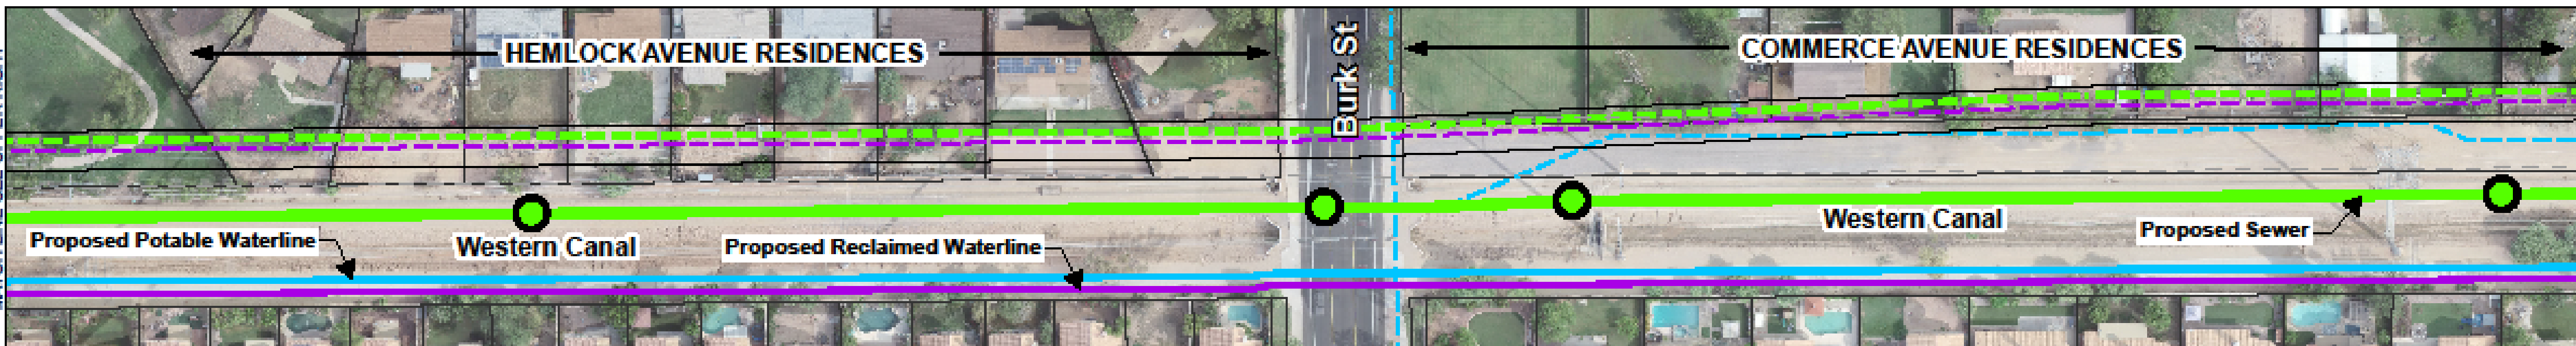 HEMLOCK AVENUE RESIDENCES
Burk St
COMMERCE AVENUE RESIDENCES
Proposed Potable Waterline
Western Canal
Proposed Reclaimed Waterline
Western Canal
Proposed Sewer